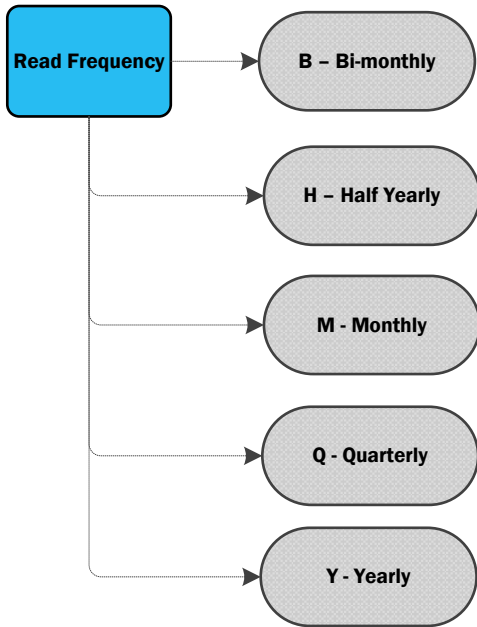 Read Frequency
B – Bi-monthly
H – Half Yearly
M - Monthly
Q - Quarterly
Y - Yearly